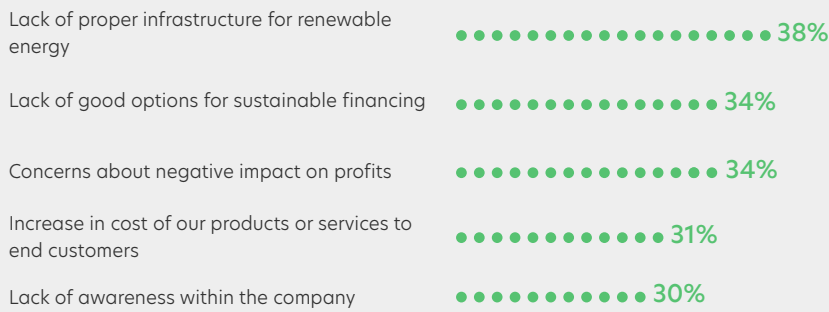 Lack of proper infrastructure for renewable
energy
38%
Lack of good options for sustainable financing
34%
Concerns about negative impact on profits
34%
Increase in cost of our products or services to
end customers
31%
Lack of awareness within the company
30%